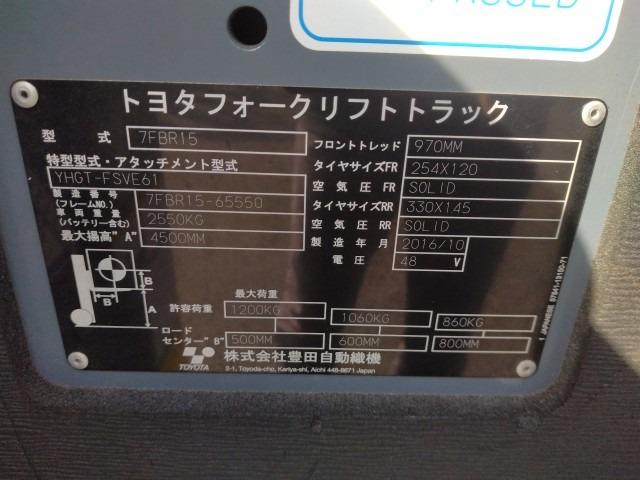 トヨタフォークリフトトラック
型式 7FBR15
特型型式・アタッチメント型式
YHGT-FSVE61
製造番号 (フレームNO.) 7FBR15-65550
車両重量 (バッテリー含む) 2550KG
最大揚高"A" 4500MM
フロントトレッド 970MM
タイヤサイズFR 254X120
空気圧FR SOLID
タイヤサイズRR 330X145
空気圧RR SOLID
製造年月 2016/10
電圧 48 V
B
B
A
最大荷重
許容荷重 1200KG 1060KG 860KG
ロードセンター"B" 500MM 600MM 800MM
TOYOTA
株式会社豊田自動織機
2-1, Toyoda-cho, Kariya-shi, Aichi 448-8671 Japan